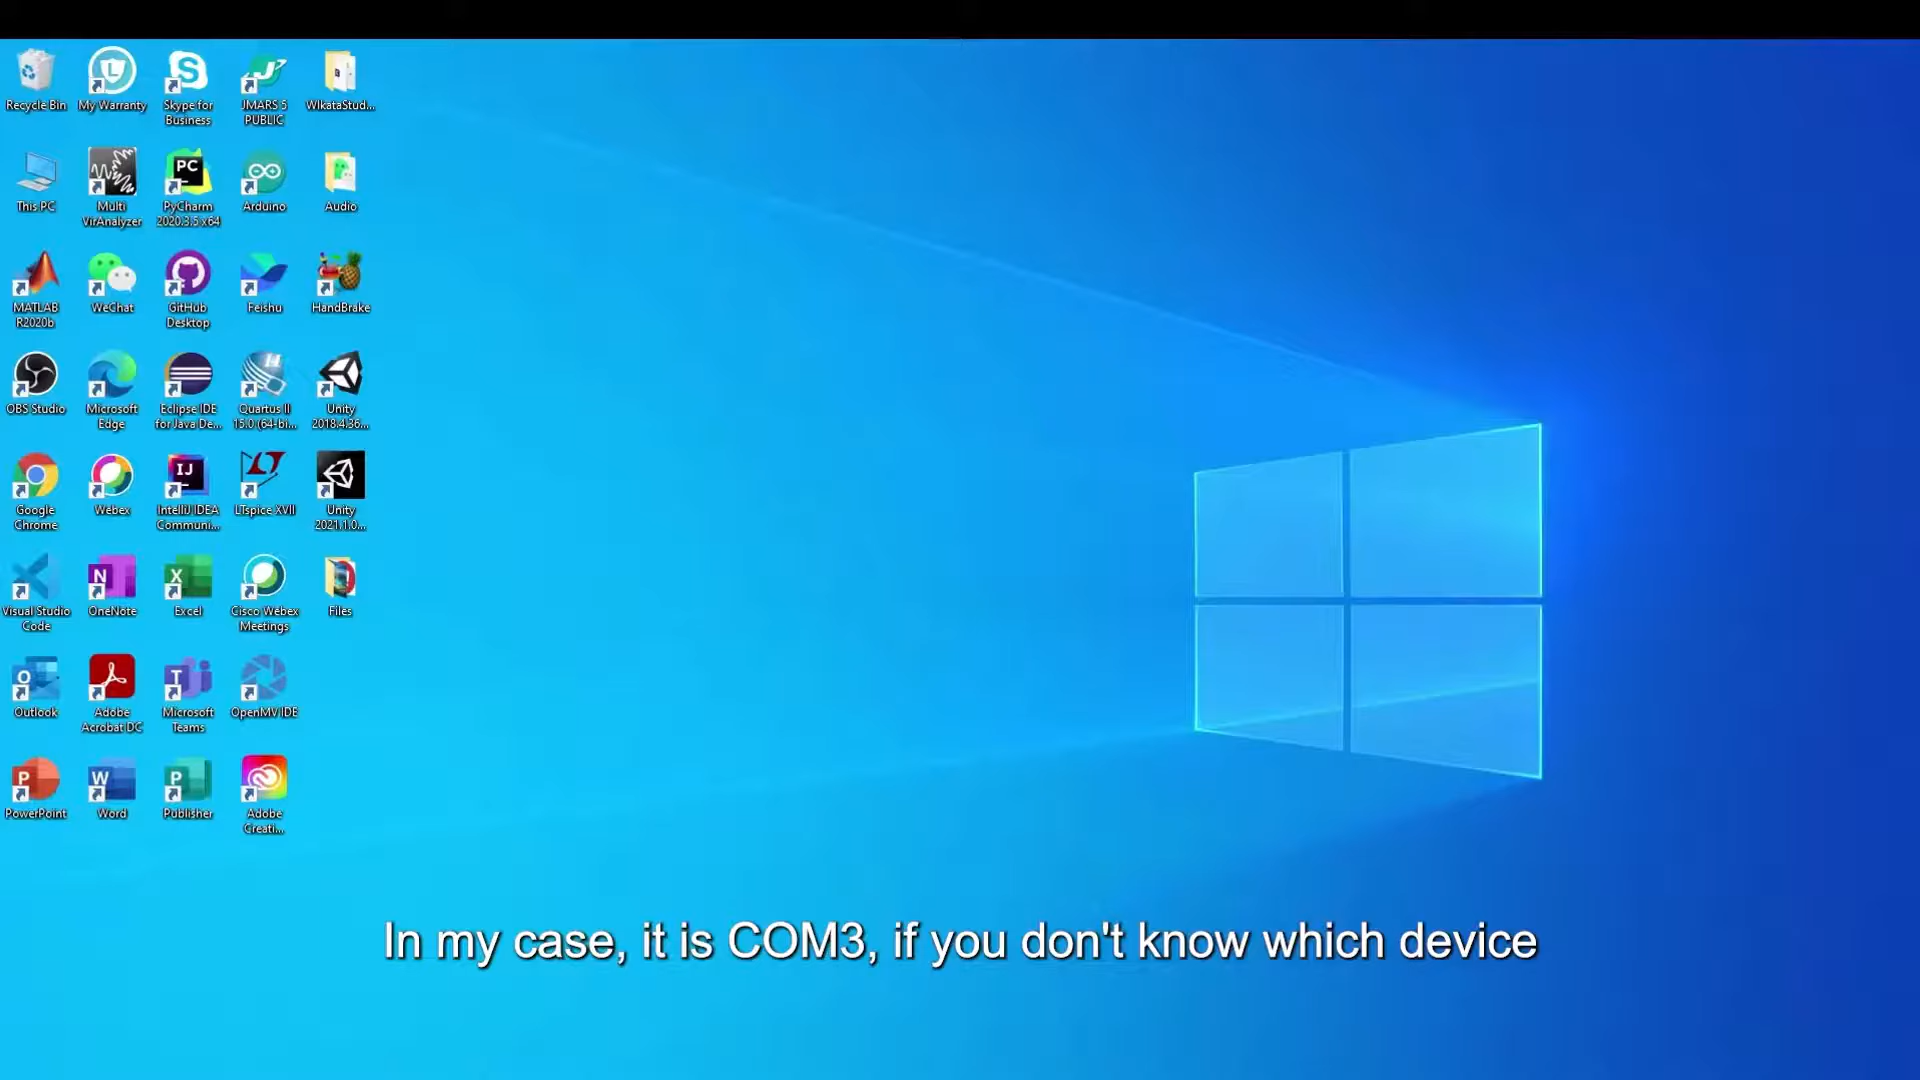 Recycle Bin
My Warranty
Skype for
Business
JMARS 5
PUBLIC
WIkataStud...
This PC
Multi
VirAnalyzer
PC
PyCharm
2020.3.5 x64
Arduino
Audio
MATLAB
R2020b
WeChat
GitHub
Desktop
Feishu
HandBrake
OBS Studio
Microsoft
Edge
Eclipse IDE
for Java De...
Quartus II
15.0 (64-bi...
Unity
2018.4.36...
Google
Chrome
Webex
IJ
IntelliJ IDEA
Communi...
LTspice XVII
Unity
2021.1.0...
Visual Studio
Code
N
OneNote
X
Excel
Cisco Webex
Meetings
Files
O
Outlook
Adobe
Acrobat DC
T
Microsoft
Teams
OpenMV IDE
P
PowerPoint
W
Word
P
Publisher
Adobe
Creati...
In my case, it is COM3, if you don't know which device